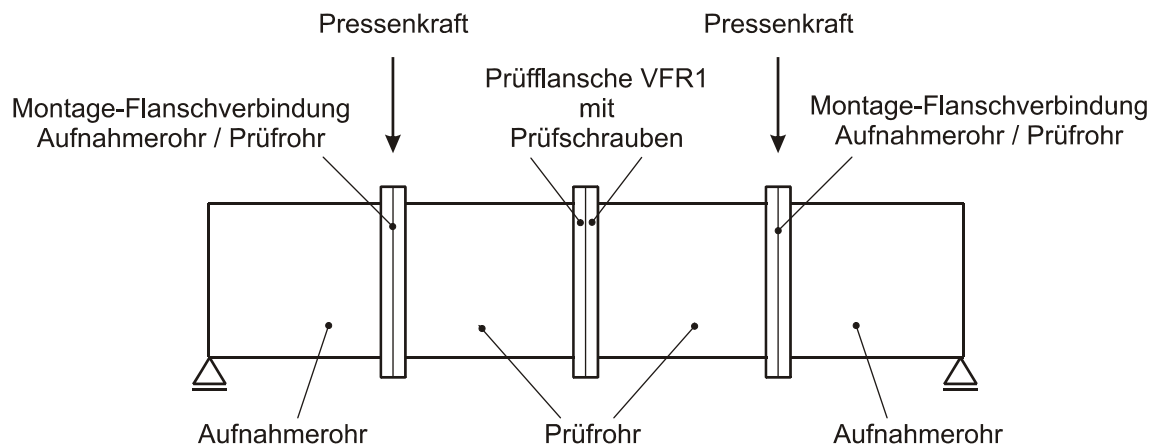 Pressenkraft
Pressenkraft
Montage-Flanschverbindung
Aufnahmerohr / Prüfrohr
Prüfflansche VFR1
mit
Prüfschrauben
Montage-Flanschverbindung
Aufnahmerohr / Prüfrohr
Aufnahmerohr
Prüfrohr
Aufnahmerohr